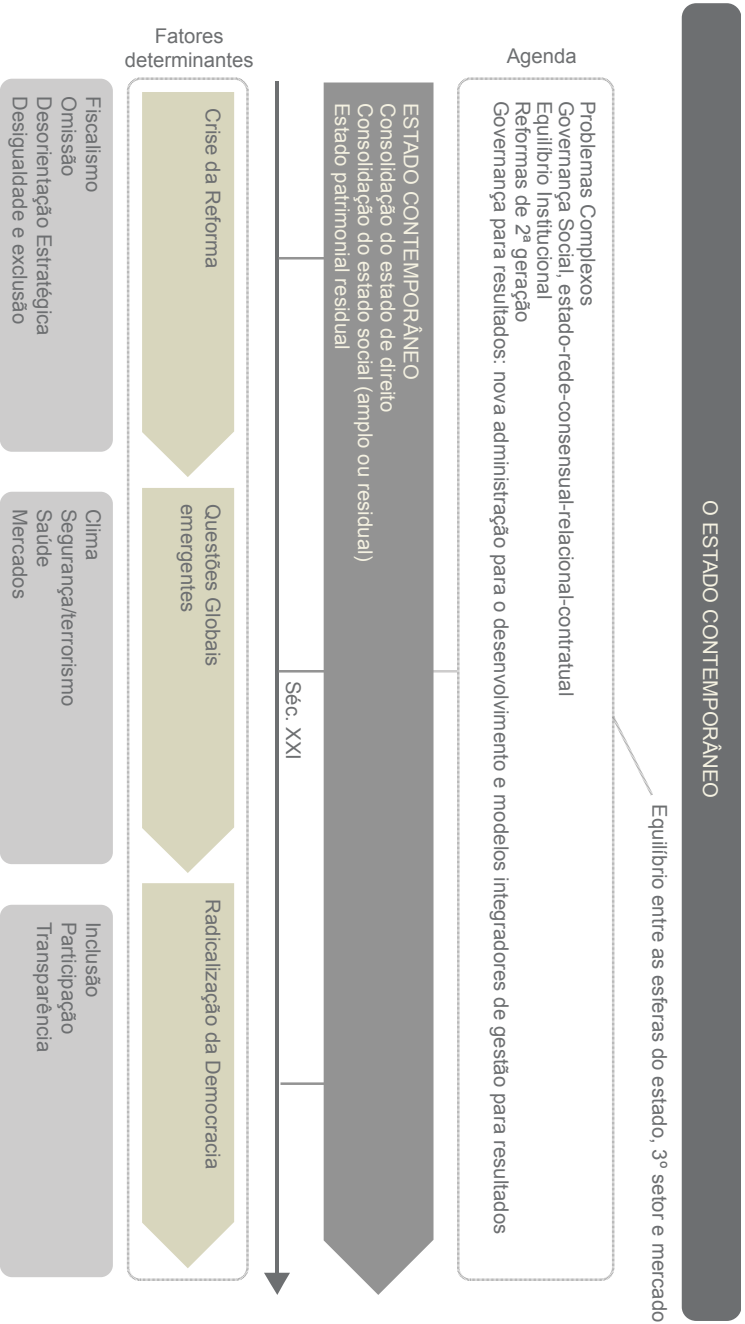 O ESTADO CONTEMPORÂNEO
Equilíbrio entre as esferas do estado, 3º setor e mercado
Agenda
Problemas Complexos
Governança Social, estado-rede-consensual-relacional-contratual
Equilíbrio Institucional
Reformas de 2ª geração
Governança para resultados: nova administração para o desenvolvimento e modelos integradores de gestão para resultados
ESTADO CONTEMPORÂNEO
Consolidação do estado de direito
Consolidação do estado social (amplo ou residual)
Estado patrimonial residual
Séc. XXI
Fatores
determinantes
Crise da Reforma
Questões Globais
emergentes
Radicalização da Democracia
Fiscalismo
Omissão
Desorientação Estratégica
Desigualdade e exclusão
Clima
Segurança/terrorismo
Saúde
Mercados
Inclusão
Participação
Transparência